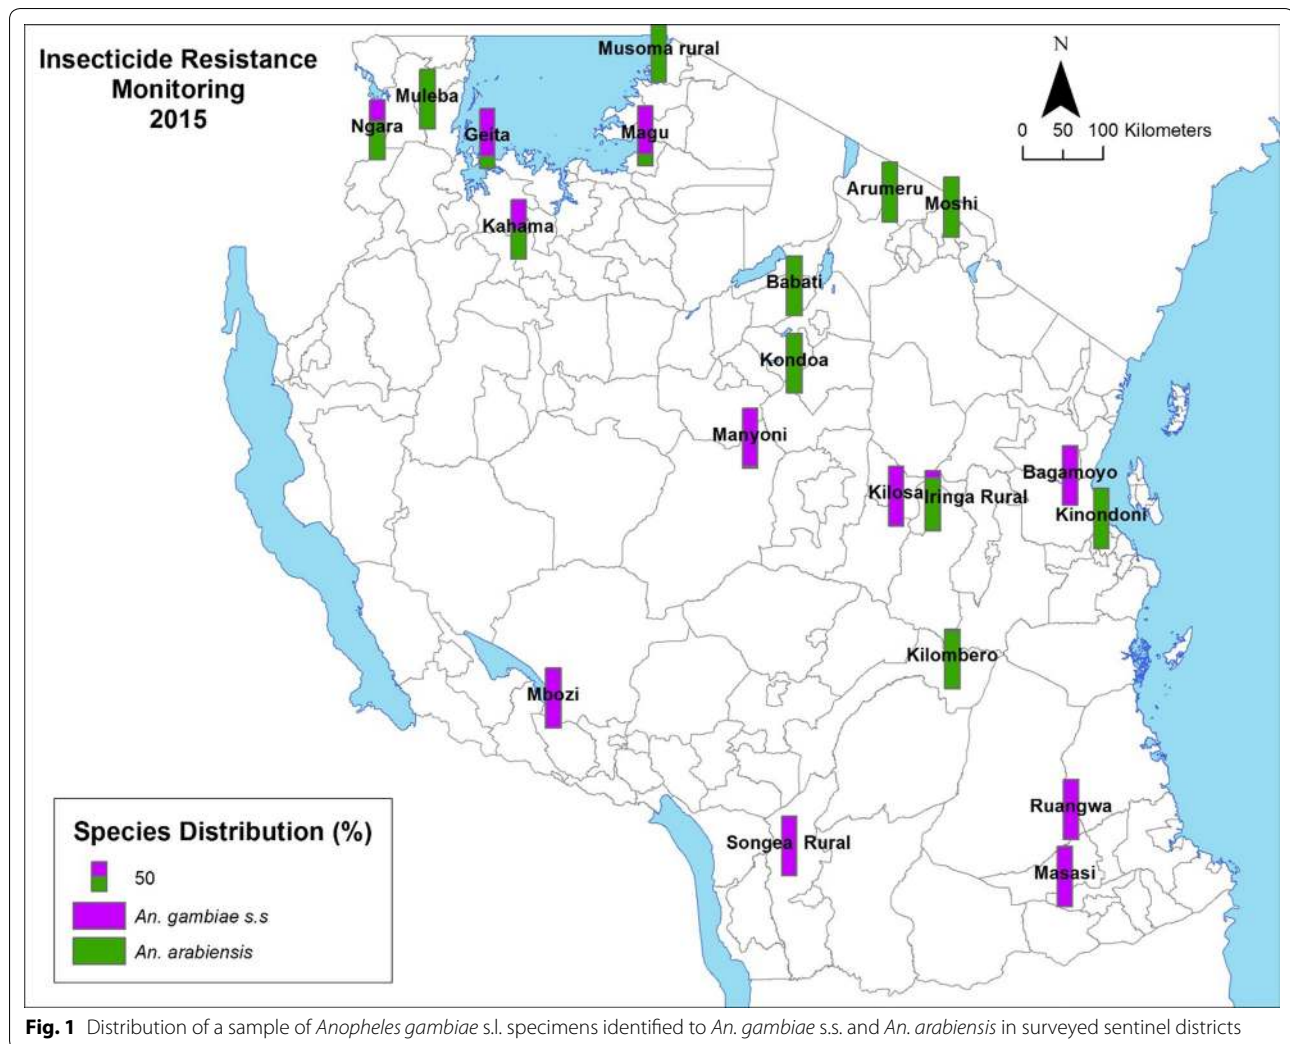 Insecticide Resistance
Monitoring
2015
Musoma rural
N
0 50 100 Kilometers
Muleba
Ngara
Geita
Magu
Arumeru
Moshi
Kahama
Babati
Kondoa
Manyoni
Bagamoyo
Kilosa
Iringa Rural
Kinondoni
Kilombero
Mbozi
Ruangwa
Songea Rural
Masasi
Species Distribution (%)
50
An. gambiae s.s
An. arabiensis
Fig. 1 Distribution of a sample of Anopheles gambiae s.l. specimens identified to An. gambiae s.s. and An. arabiensis in surveyed sentinel districts